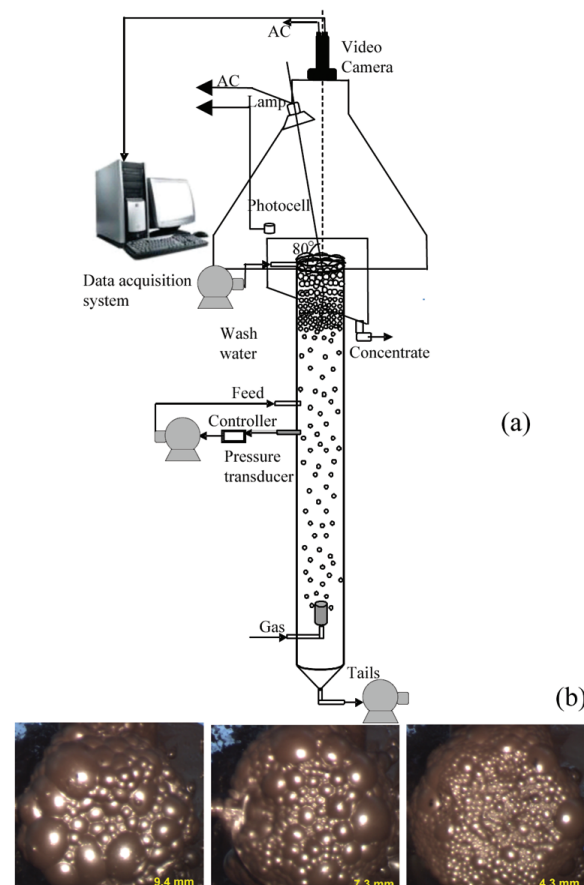 AC
Video
Camera
AC
Lamp
Photocell
80°
Data acquisition
system
Wash
water
Concentrate
Feed
Controller
(a)
Pressure
transducer
Gas
Tails
(b)
9.4 mm
7.3 mm
4.3 mm